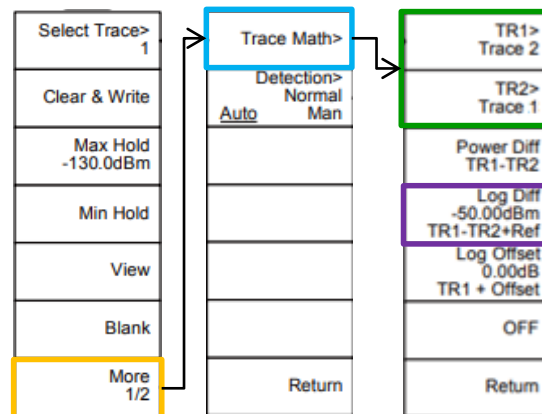 Select Trace>
1
Clear & Write
Max Hold
-130.0dBm
Min Hold
View
Blank
More
1/2
Trace Math>
Detection>
Normal
Auto Man
Return
TR1>
Trace 2
TR2>
Trace 1
Power Diff
TR1-TR2
Log Diff
-50.00dBm
TR1-TR2+Ref
Log Offset
0.00dB
TR1 + Offset
OFF
Return